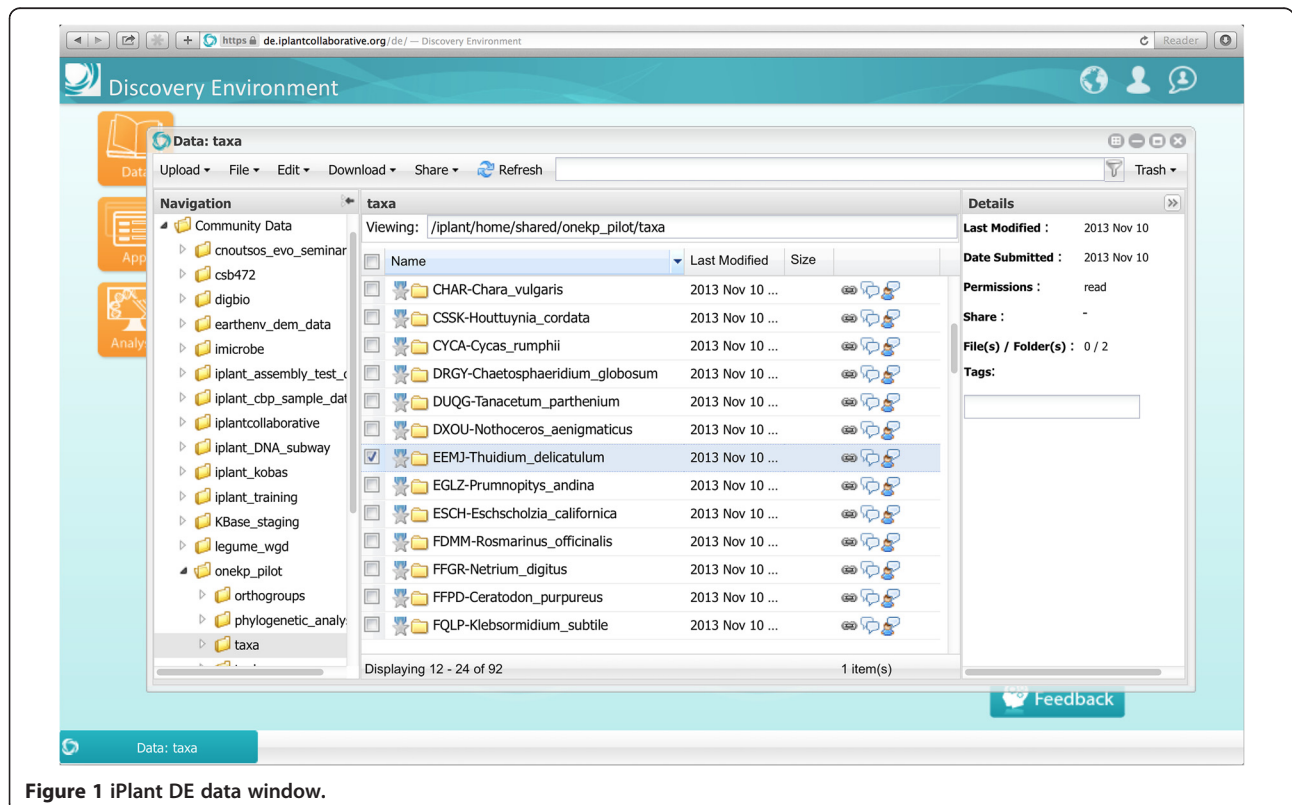 https de.iplantcollaborative.org/de/ — Discovery Environment
Reader
Discovery Environment
Data
Apps
Data: taxa
Upload File Edit Download Share Refresh
Trash
Navigation
Community Data
cnoutsos_evo_seminar
csb472
digbio
earthenv_dem_data
imicrobe
iplant_assembly_test_
iplant_cbp_sample_dat
iplantcollaborative
iplant_DNA_subway
iplant_kobas
iplant_training
KBase_staging
legume_wgd
onekp_pilot
orthogroups
phylogenetic_analy
taxa
taxa
Viewing: /iplant/home/shared/onekp_pilot/taxa
Name Last Modified Size
CHAR-Chara_vulgaris 2013 Nov 10 ...
CSSK-Houttuynia_cordata 2013 Nov 10 ...
CYCA-Cycas_rumphii 2013 Nov 10 ...
DRGY-Chaetosphaeridium_globosum 2013 Nov 10 ...
DUQG-Tanacetum_parthenium 2013 Nov 10 ...
DXOU-Nothoceros_aenigmaticus 2013 Nov 10 ...
EEMJ-Thuidium_delicatulum 2013 Nov 10 ...
EGLZ-Prumnopitys_andina 2013 Nov 10 ...
ESCH-Eschscholzia_californica 2013 Nov 10 ...
FDMM-Rosmarinus_officinalis 2013 Nov 10 ...
FFGR-Netrium_digitus 2013 Nov 10 ...
FFPD-Ceratodon_purpureus 2013 Nov 10 ...
FQLP-Klebsormidium_subtile 2013 Nov 10 ...
Displaying 12 - 24 of 92 1 item(s)
Details
Last Modified : 2013 Nov 10
Date Submitted : 2013 Nov 10
Permissions : read
Share : -
File(s) / Folder(s) : 0 / 2
Tags:
Feedback
Data: taxa
Figure 1 iPlant DE data window.